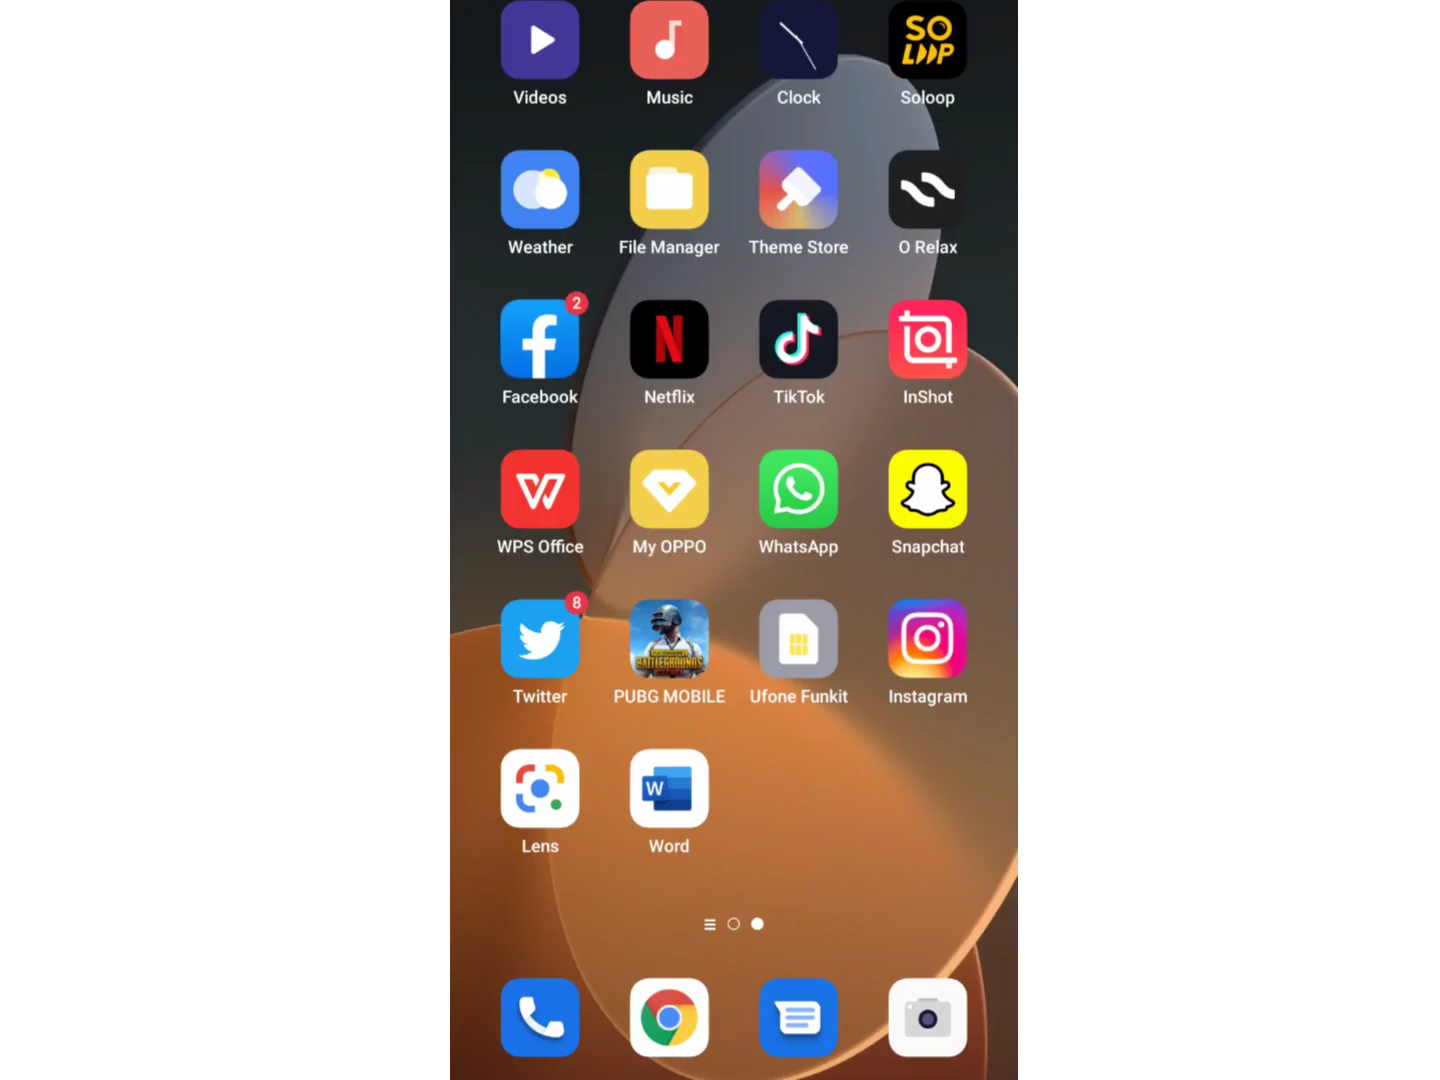 SO
LOOP
Videos
Music
Clock
Soloop
Weather
File Manager
Theme Store
O Relax
2
N
Facebook
Netflix
TikTok
InShot
W
WPS Office
My OPPO
WhatsApp
Snapchat
8
BATTLEGROUNDS
Twitter
PUBG MOBILE
Ufone Funkit
Instagram
W
Lens
Word